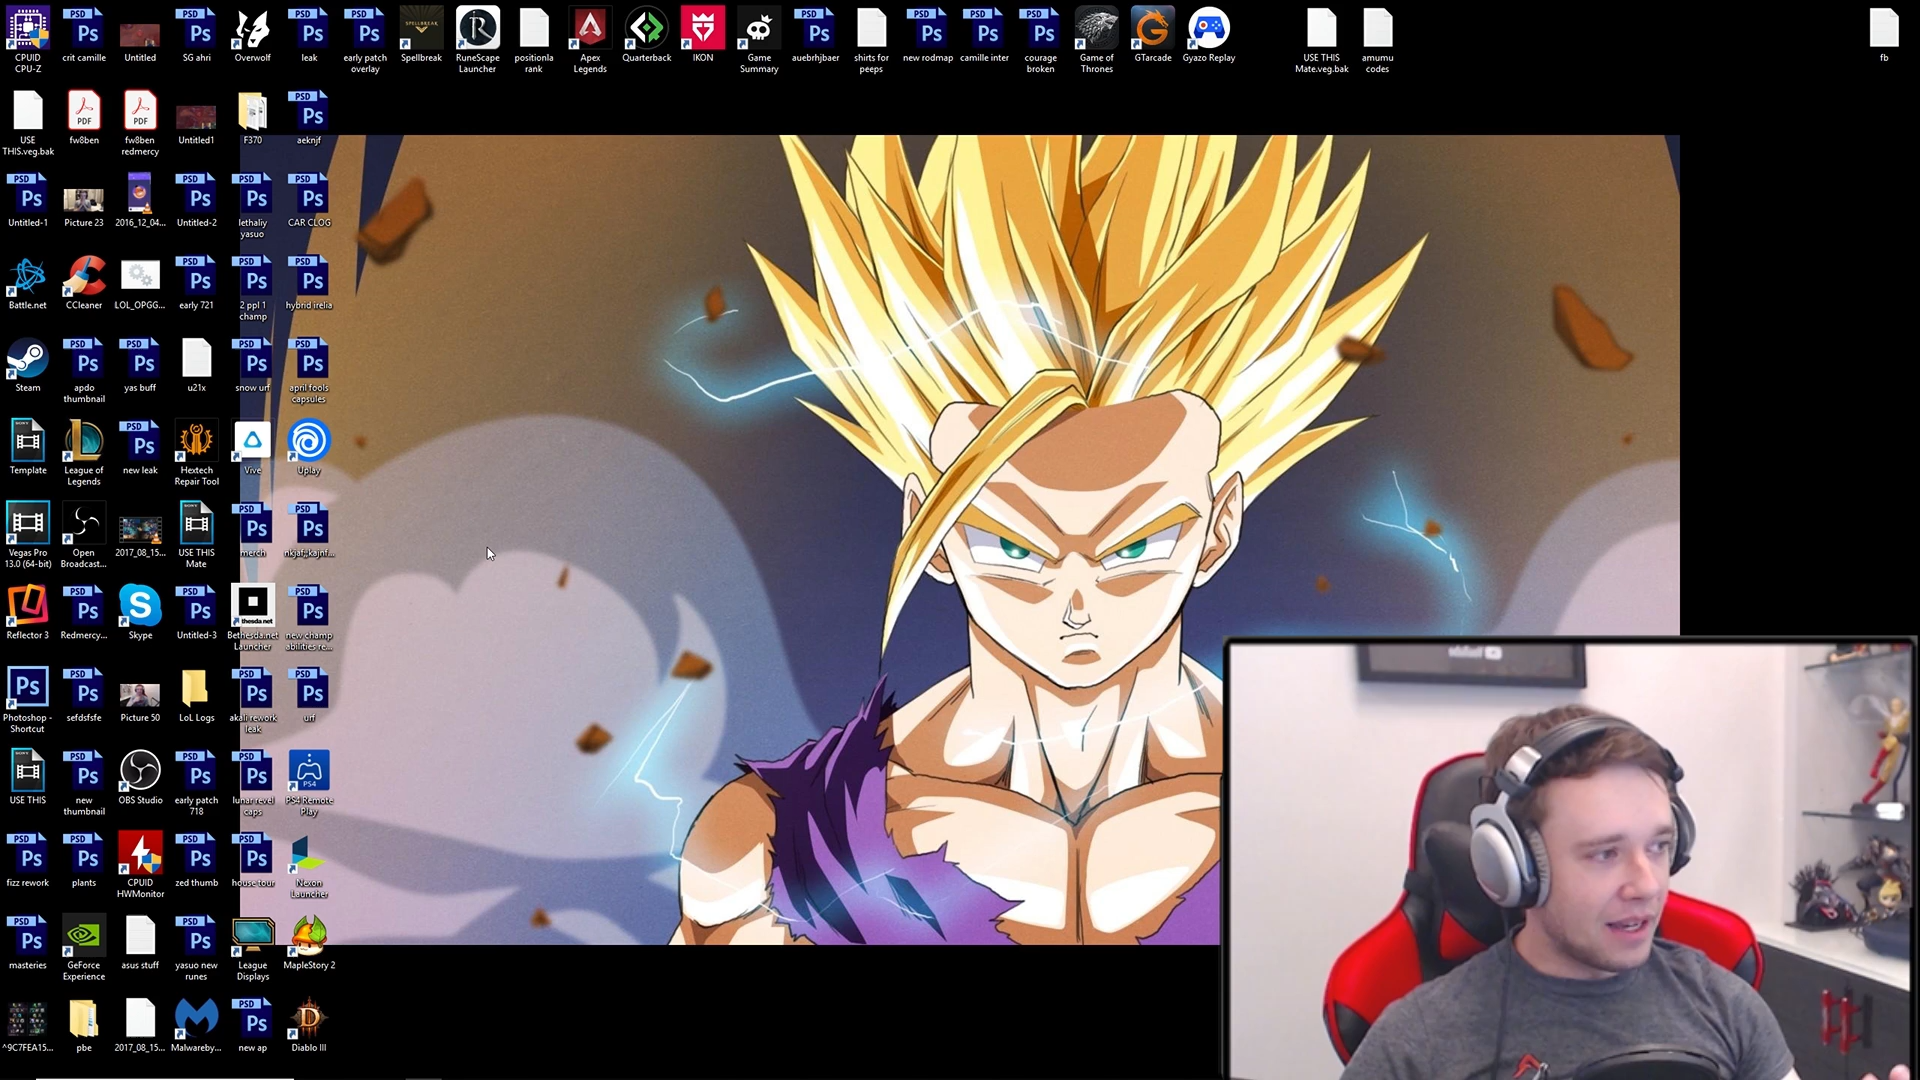 CPUID
CPU-Z
crit camille
Untitled
SG ahri
Overwolf
leak
early patch
overlay
SPELLBREAK
Spellbreak
RuneScape
Launcher
positionla
rank
Apex
Legends
Quarterback
IKON
Game
Summary
auebrhjbaer
shirts for
peeps
new rodmap
camille inter
courage
broken
Game of
Thrones
GTarcade
Gyazo Replay
USE THIS
Mate.veg.bak
amumu
codes
fb
USE
THIS.veg.bak
fw8ben
fw8ben
redmercy
Untitled1
F370
aeknjf
Untitled-1
Picture 23
2016_12_04...
Untitled-2
lethaliy
yasuo
CAR CLOG
Battle.net
CCleaner
LOL_OPGG...
early 721
2 ppl 1
champ
hybrid irelia
Steam
apdo
thumbnail
yas buff
u21x
snow urf
april fools
capsules
Template
League of
Legends
new leak
Hextech
Repair Tool
Vive
Uplay
Vegas Pro
13.0 (64-bit)
Open
Broadcast...
2017_08_15...
USE THIS
Mate
merch
Reflector 3
Redmercy...
Skype
Untitled-3
Bethesda.net
Launcher
new champ
abilities re...
Photoshop -
Shortcut
sefdsfsfe
Picture 50
LoL Logs
akali rework
leak
urf
USE THIS
new
thumbnail
OBS Studio
early patch
718
lunar revel
caps
PS4 Remote
Play
fizz rework
plants
CPUID
HWMonitor
zed thumb
house tour
Nexon
Launcher
masteries
GeForce
Experience
asus stuff
yasuo new
runes
League
Displays
MapleStory 2
^9C7FEA15...
pbe
2017_08_15...
Malwareby...
new ap
Diablo III